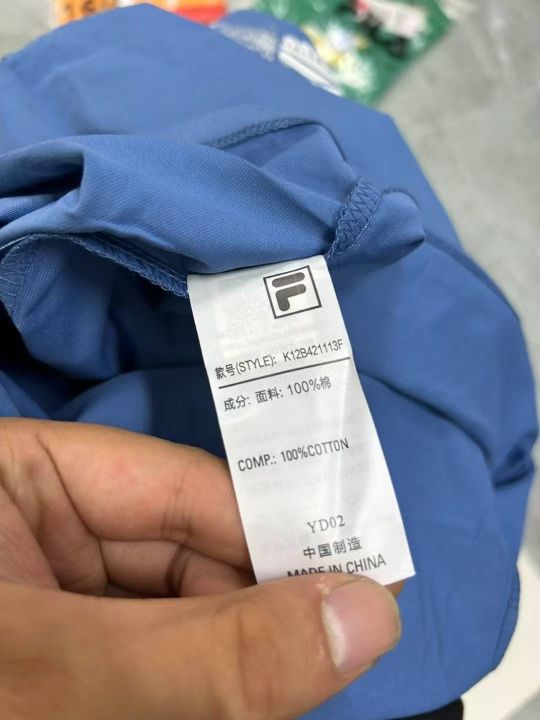 F
款号(STYLE): K12B421113F
成分: 面料: 100%棉
COMP.: 100%COTTON
YD02
中国制造
MADE IN CHINA